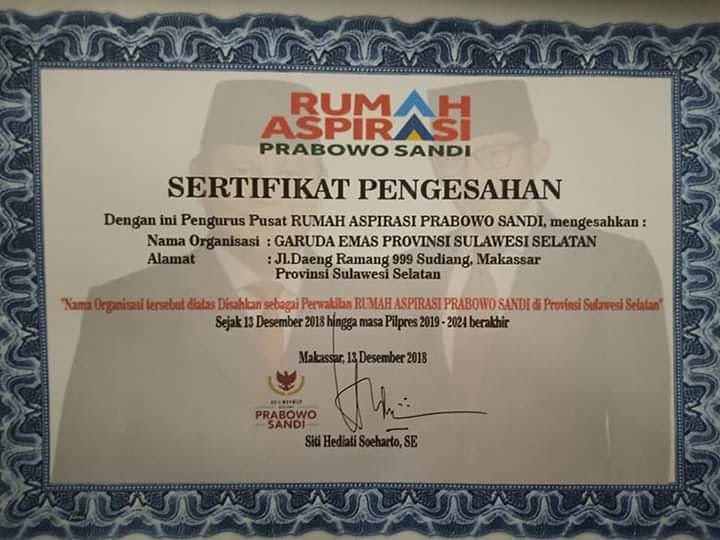 RUMAH
ASPIRASI
PRABOWO SANDI
SERTIFIKAT PENGESAHAN
Dengan ini Pengurus Pusat RUMAH ASPIRASI PRABOWO SANDI, mengesahkan :
Nama Organisasi : GARUDA EMAS PROVINSI SULAWESI SELATAN
Alamat : Jl.Daeng Ramang 999 Sudiang, Makassar
Provinsi Sulawesi Selatan
"Nama Organisasi tersebut diatas Disahkan sebagai Perwakilan RUMAH ASPIRASI PRABOWO SANDI di Provinsi Sulawesi Selatan"
Sejak 13 Desember 2018 hingga masa Pilpres 2019 - 2024 berakhir
Makassar, 13 Desember 2018
PRABOWO
SANDI
Siti Hediati Soeharto, SE